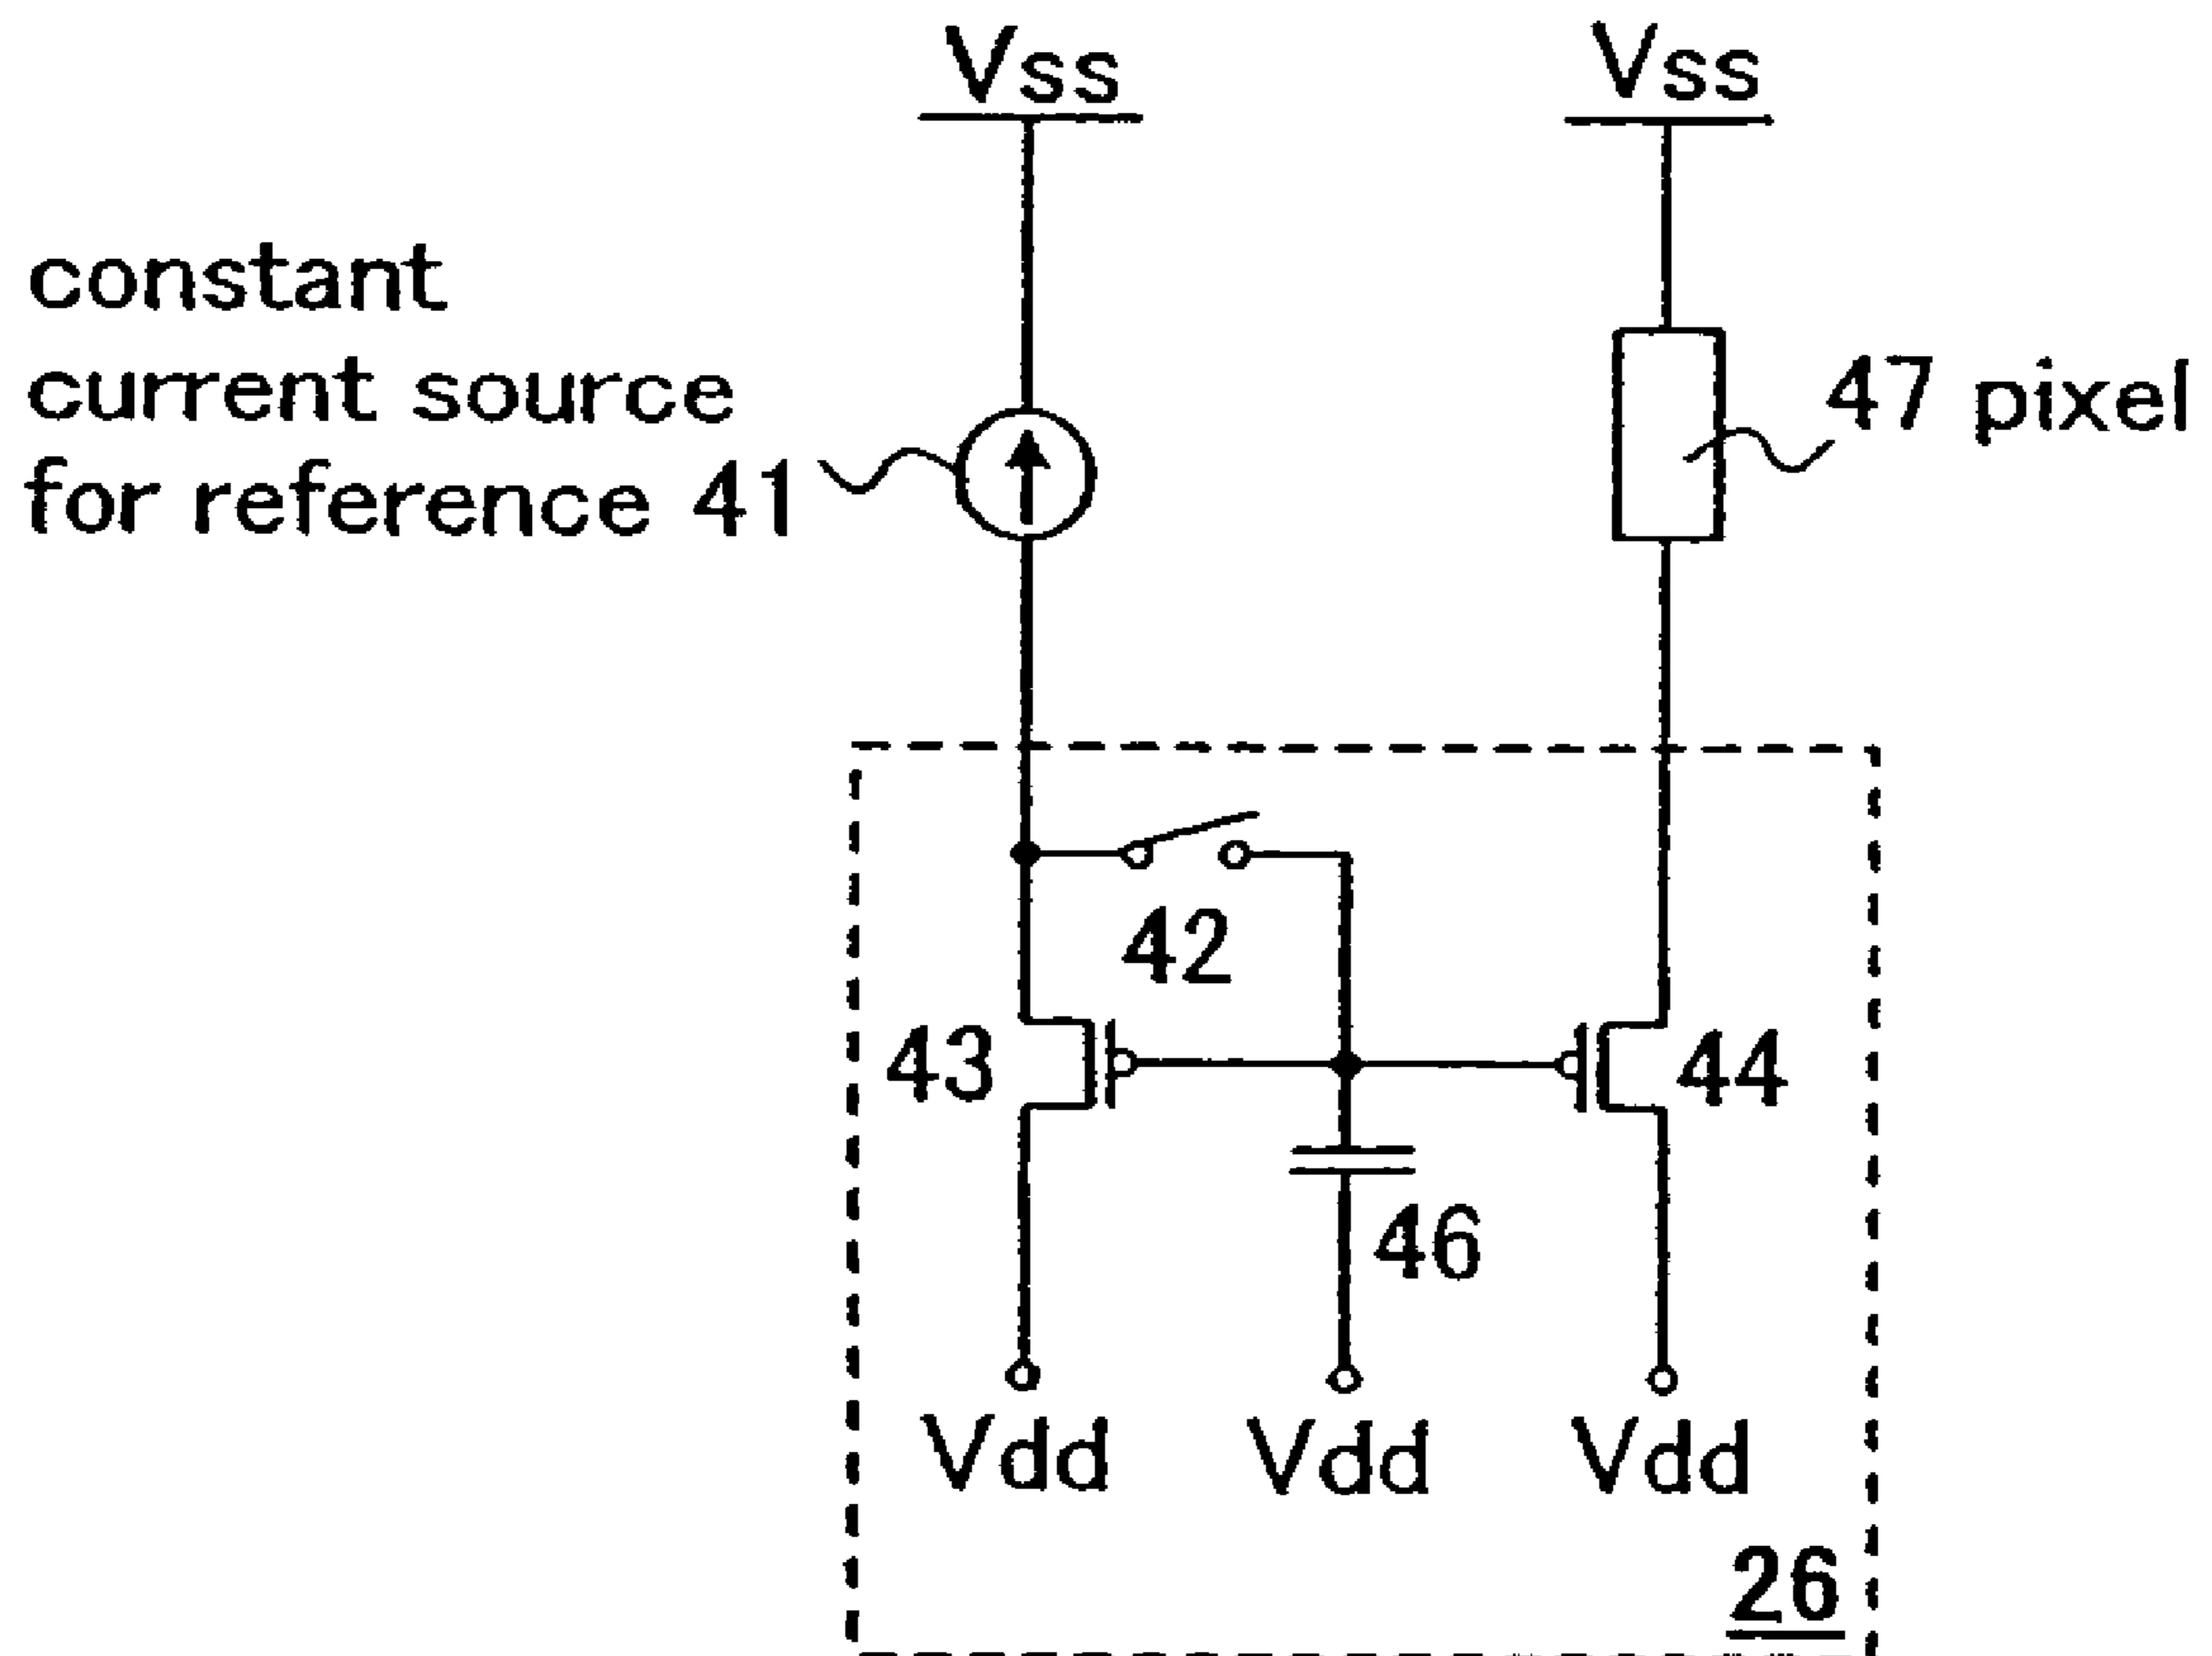 Vss
Vss
constant
current source
for reference 41
47 pixel
42
43
44
46
Vdd
Vdd
Vdd
26